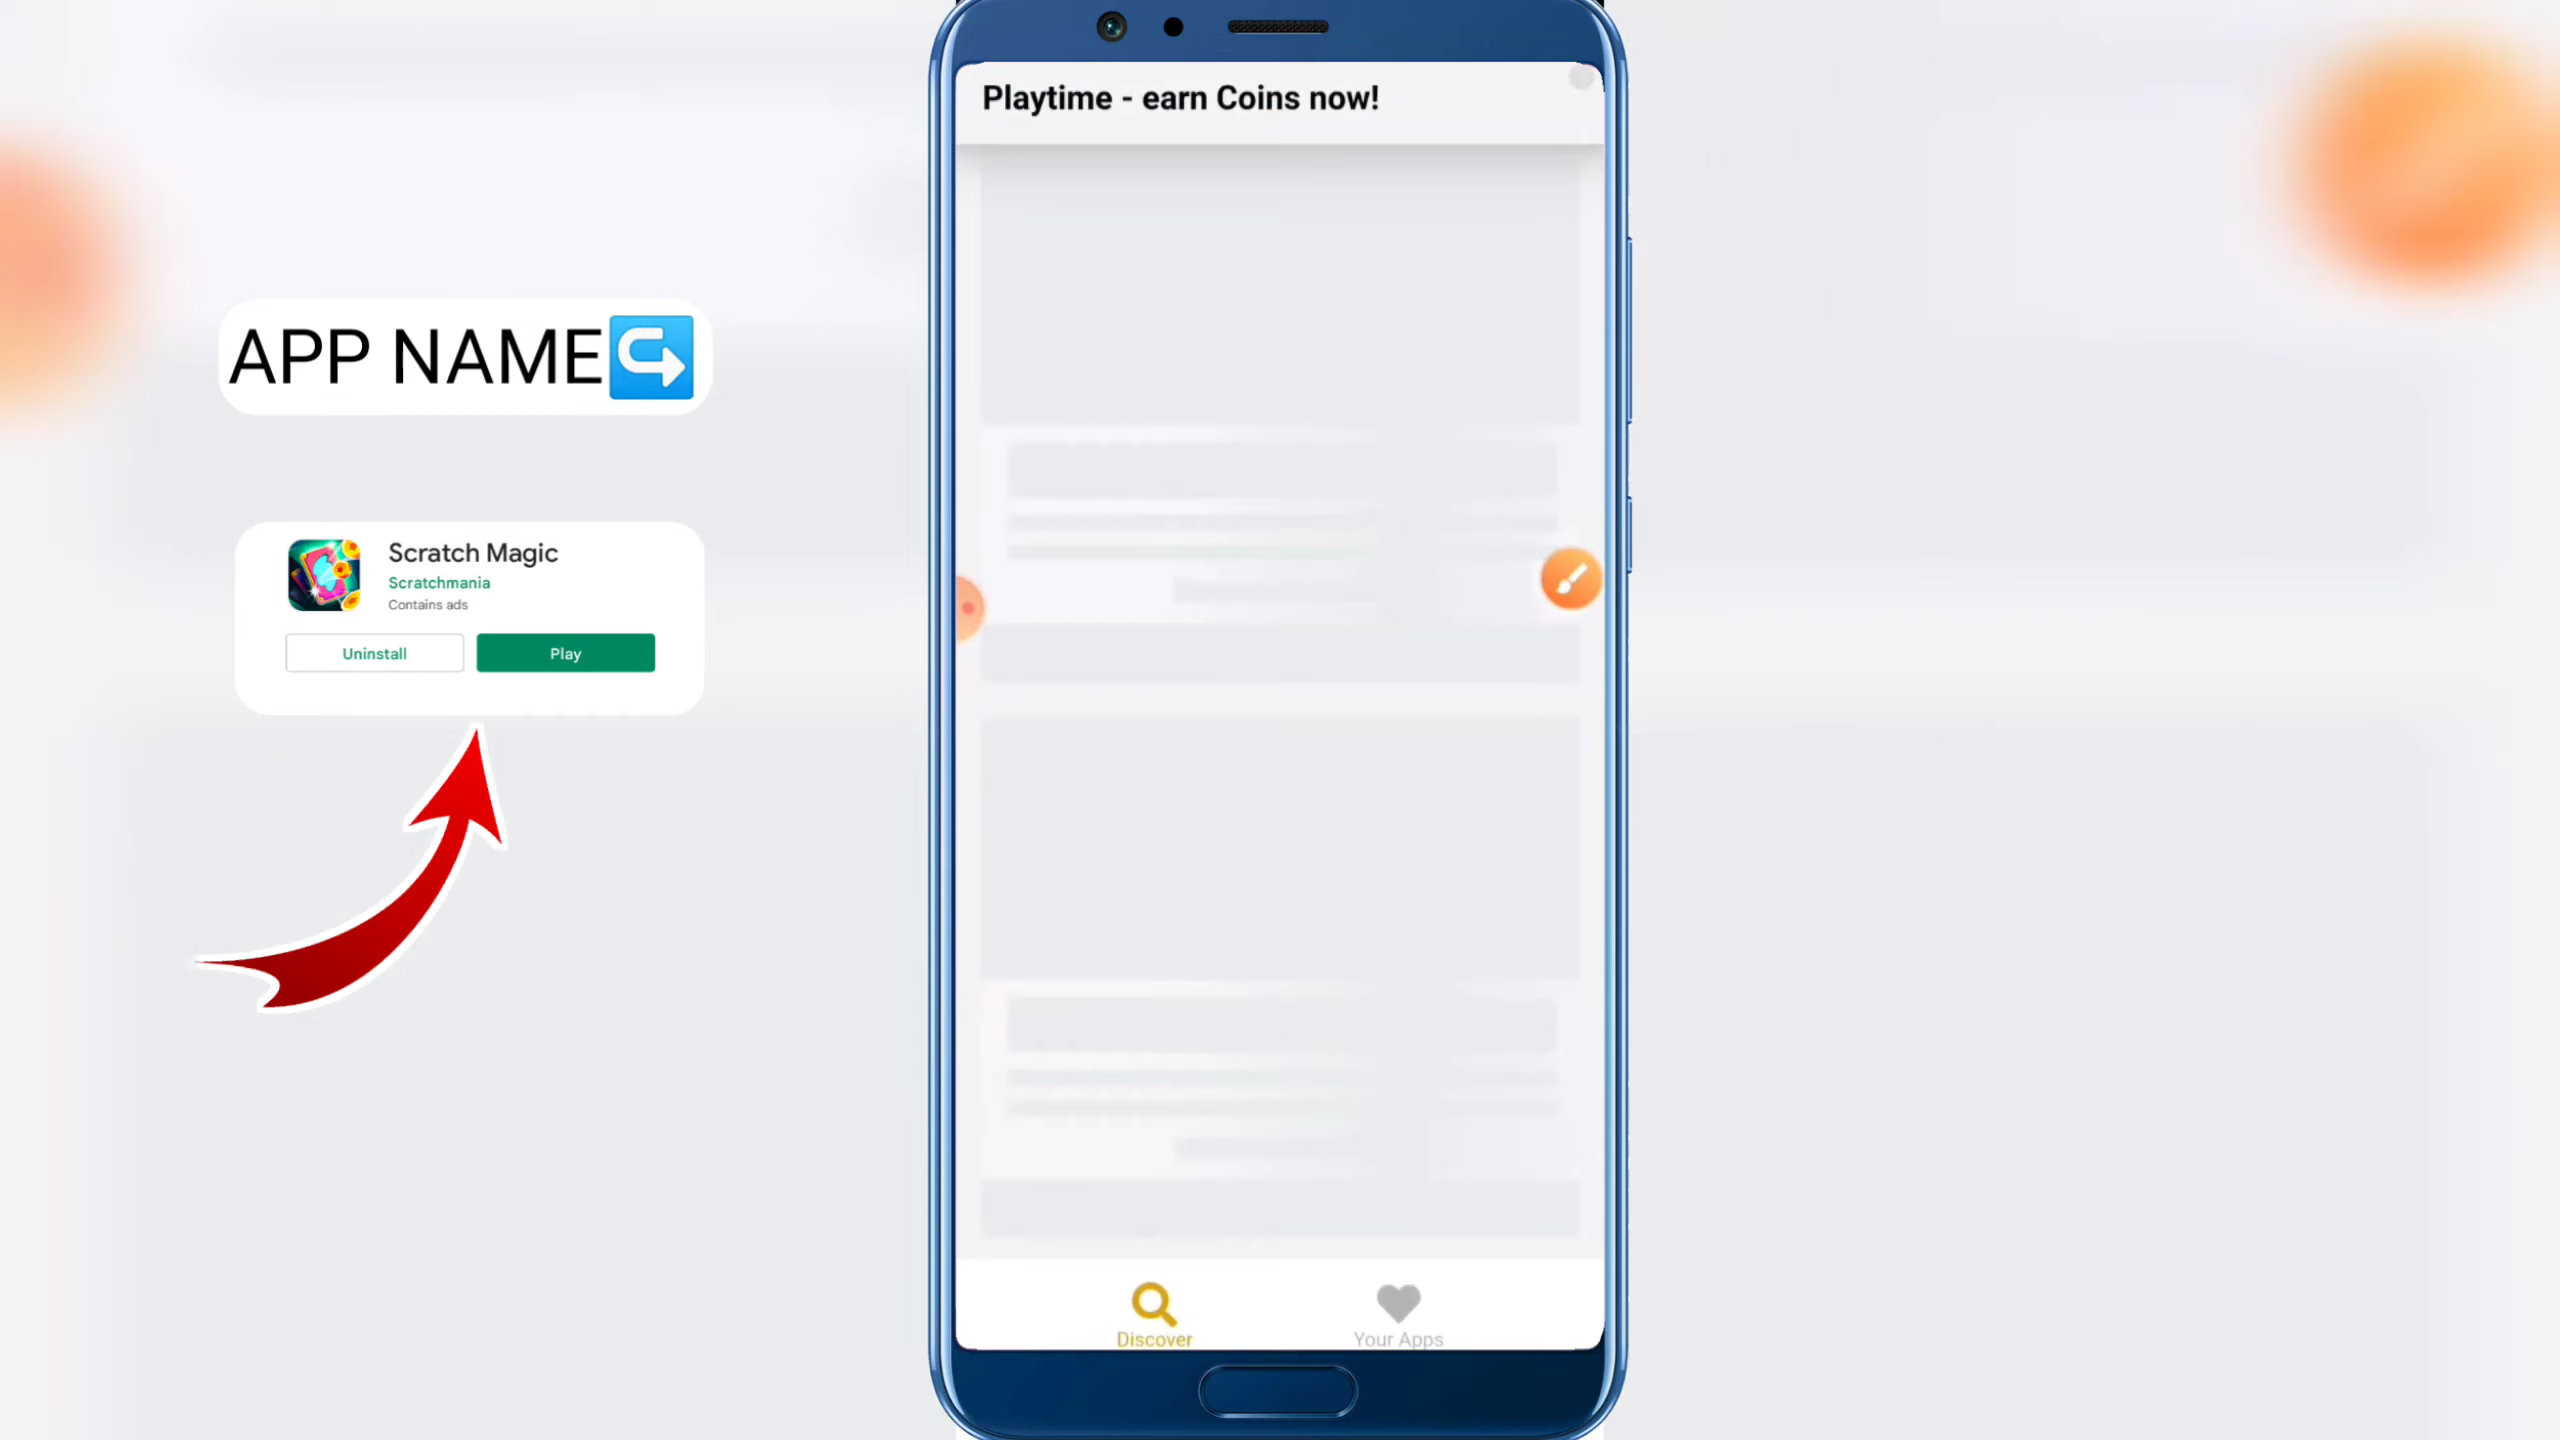 Playtime - earn Coins now!
APP NAME↪️
Scratch Magic
Scratchmania
Contains ads
Uninstall
Play
Discover
Your Apps